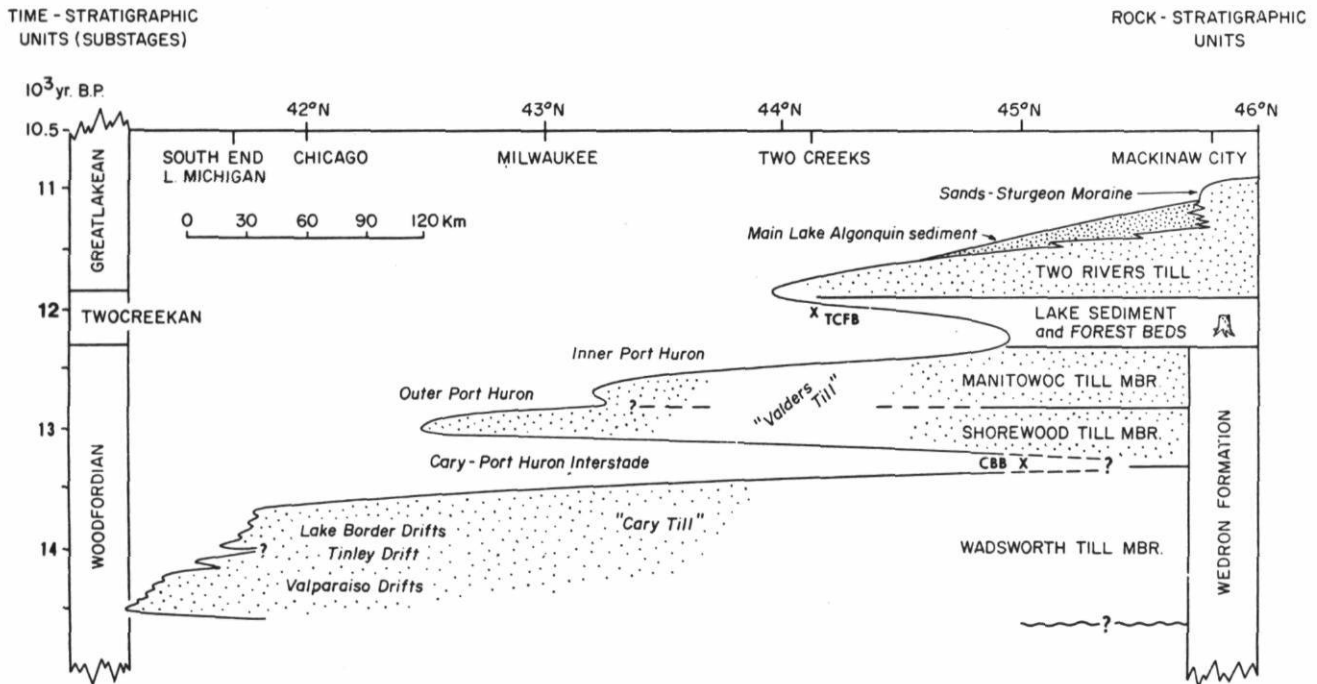 TIME - STRATIGRAPHIC
UNITS (SUBSTAGES)
ROCK - STRATIGRAPHIC
UNITS
10³ yr. B.P.
42°N 43°N 44°N 45°N 46°N
10.5
SOUTH END
L. MICHIGAN
CHICAGO
MILWAUKEE
TWO CREEKS
MACKINAW CITY
11
Sands-Sturgeon Moraine
0 30 60 90 120 Km
GREATLAKEAN
Main Lake Algonquin sediment
TWO RIVERS TILL
12
TWOCREEKAN
x TCFB
LAKE SEDIMENT
and FOREST BEDS
Inner Port Huron
Outer Port Huron
?
"Valders
Till"
MANITOWOC TILL MBR.
13
SHOREWOOD TILL MBR.
Cary-Port Huron Interstade
CBB x
?
WOODFORDIAN
"Cary Till"
Lake Border Drifts
?
14
Tinley Drift
WADSWORTH TILL MBR.
Valparaiso Drifts
?
WEDRON FORMATION